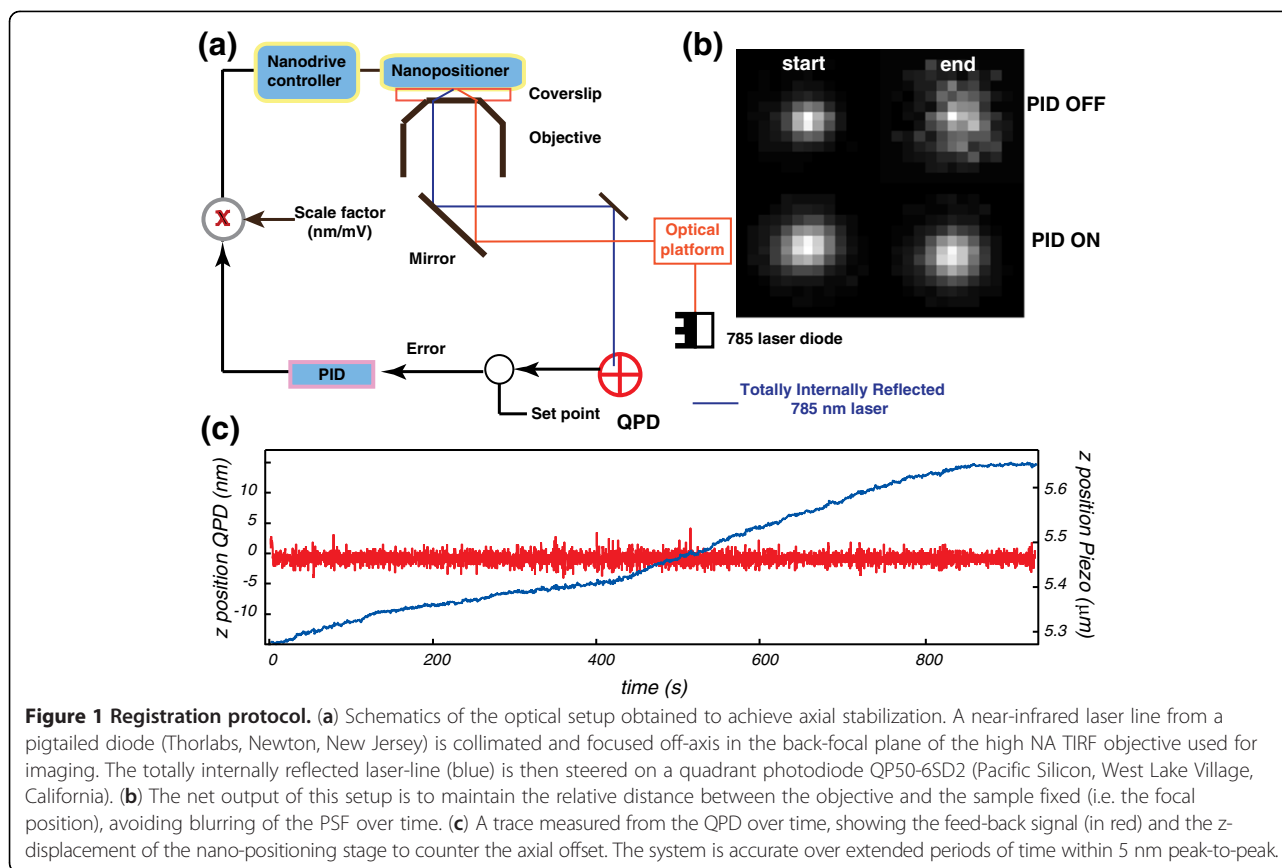 (a)
Nanodrive
controller
Nanopositioner
Coverslip
Objective
X
Scale factor
(nm/mV)
Mirror
Optical
platform
785 laser diode
Error
PID
Set point
QPD
Totally Internally Reflected
785 nm laser
(b)
start
end
PID OFF
PID ON
(c)
z position QPD (nm)
10
5
0
-5
-10
z position Piezo (μm)
5.6
5.5
5.4
5.3
0
200
400
600
800
time (s)
Figure 1 Registration protocol. (a) Schematics of the optical setup obtained to achieve axial stabilization. A near-infrared laser line from a
pigtailed diode (Thorlabs, Newton, New Jersey) is collimated and focused off-axis in the back-focal plane of the high NA TIRF objective used for
imaging. The totally internally reflected laser-line (blue) is then steered on a quadrant photodiode QP50-6SD2 (Pacific Silicon, West Lake Village,
California). (b) The net output of this setup is to maintain the relative distance between the objective and the sample fixed (i.e. the focal
position), avoiding blurring of the PSF over time. (c) A trace measured from the QPD over time, showing the feed-back signal (in red) and the z-
displacement of the nano-positioning stage to counter the axial offset. The system is accurate over extended periods of time within 5 nm peak-to-peak.